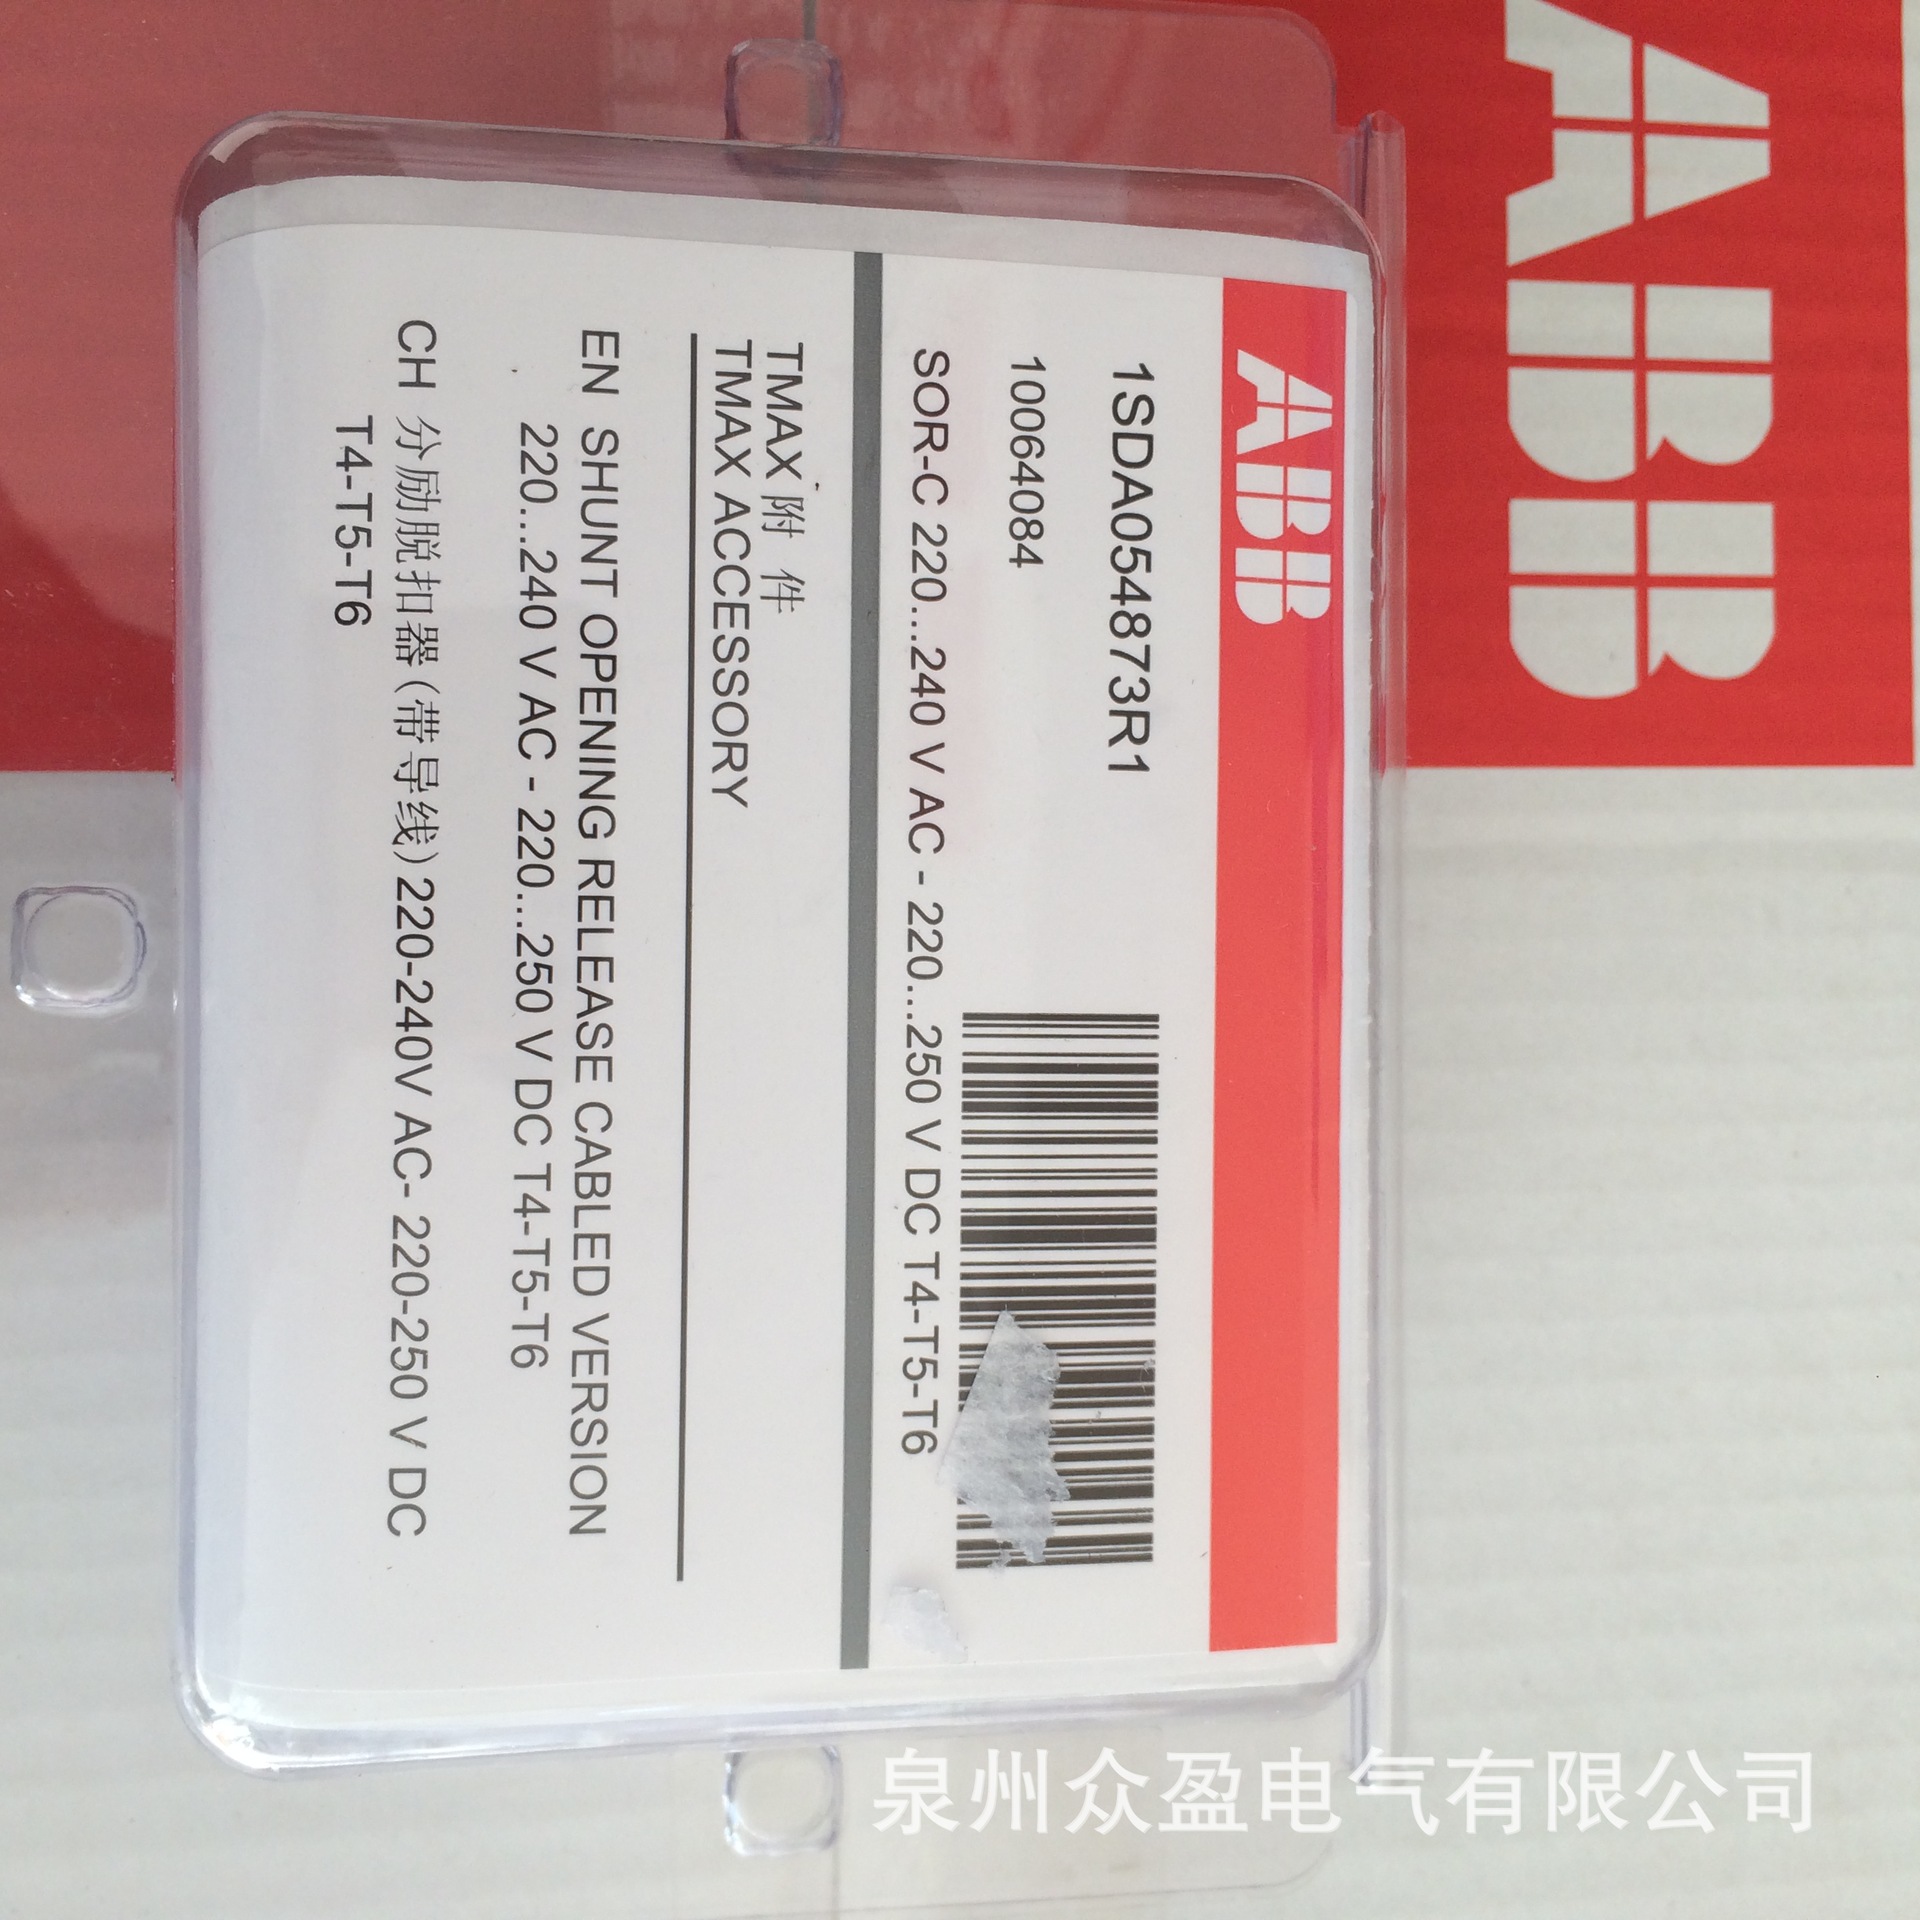 ABB
ABB
1SDA054873R1
10064084
SOR-C 220...240 V AC - 220...250 V DC T4-T5-T6
TMAX 附 件
TMAX ACCESSORY
EN SHUNT OPENING RELEASE CABLED VERSION
220...240 V AC - 220...250 V DC T4-T5-T6
CH 分励脱扣器(带导线)220-240V AC- 220-250 V DC
T4-T5-T6
泉州众盈电气有限公司